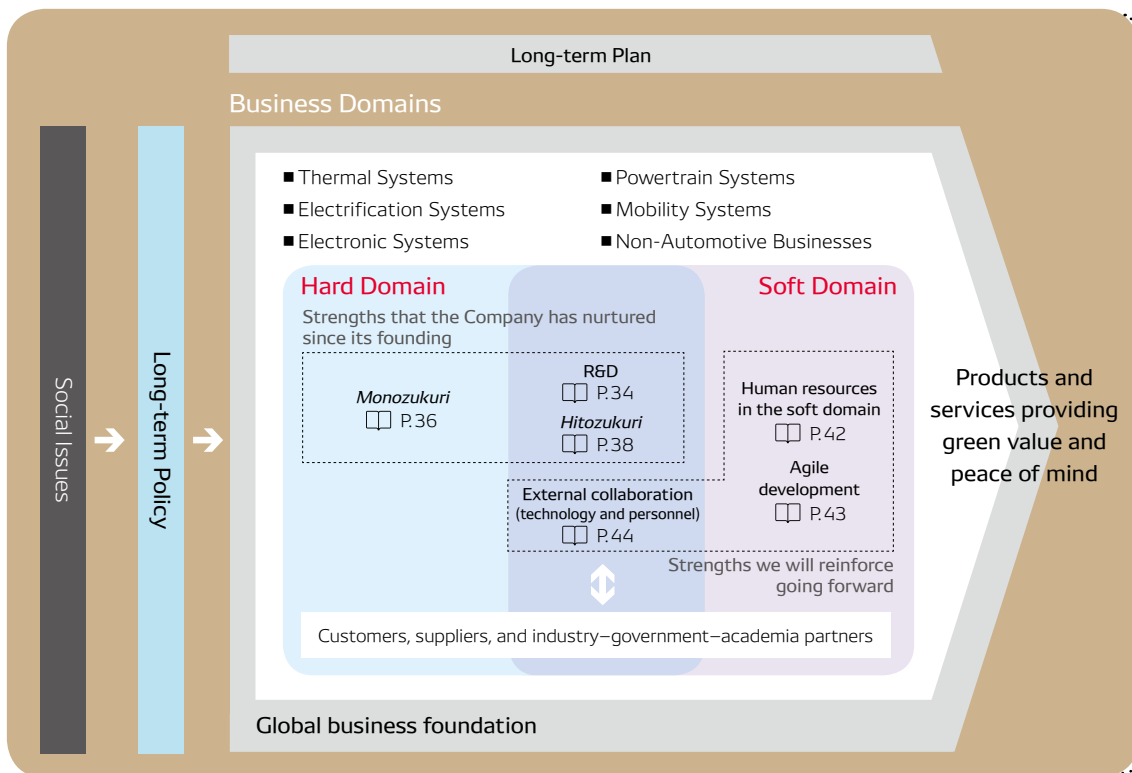 Long-term Plan
Business Domains
Social Issues
Long-term Policy
■ Thermal Systems
■ Electrification Systems
■ Electronic Systems
■ Powertrain Systems
■ Mobility Systems
■ Non-Automotive Businesses
Hard Domain
Strengths that the Company has nurtured
since its founding
Monozukuri
P.36
R&D
P.34
Hitozukuri
P.38
Soft Domain
Human resources
in the soft domain
P.42
Agile
development
P.43
External collaboration
(technology and personnel)
P.44
Strengths we will reinforce
going forward
Customers, suppliers, and industry–government–academia partners
Global business foundation
Products and
services providing
green value and
peace of mind